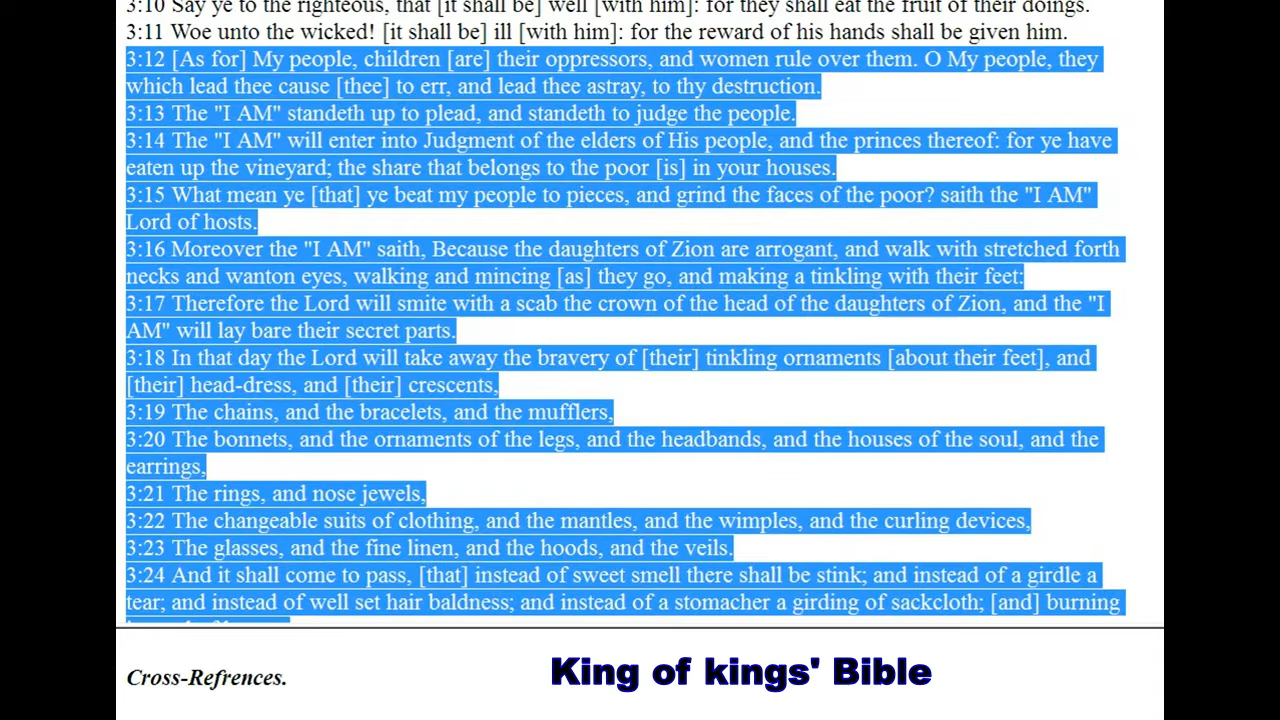 3:10 Say ye to the righteous, that [it shall be] well [with him]: for they shall eat the fruit of their doings.
3:11 Woe unto the wicked! [it shall be] ill [with him]: for the reward of his hands shall be given him.
3:12 [As for] My people, children [are] their oppressors, and women rule over them. O My people, they
which lead thee cause [thee] to err, and lead thee astray, to thy destruction.
3:13 The "I AM" standeth up to plead, and standeth to judge the people.
3:14 The "I AM" will enter into Judgment of the elders of His people, and the princes thereof: for ye have
eaten up the vineyard; the share that belongs to the poor [is] in your houses.
3:15 What mean ye [that] ye beat my people to pieces, and grind the faces of the poor? saith the "I AM"
Lord of hosts.
3:16 Moreover the "I AM" saith, Because the daughters of Zion are arrogant, and walk with stretched forth
necks and wanton eyes, walking and mincing [as] they go, and making a tinkling with their feet:
3:17 Therefore the Lord will smite with a scab the crown of the head of the daughters of Zion, and the "I
AM" will lay bare their secret parts.
3:18 In that day the Lord will take away the bravery of [their] tinkling ornaments [about their feet], and
[their] head-dress, and [their] crescents,
3:19 The chains, and the bracelets, and the mufflers,
3:20 The bonnets, and the ornaments of the legs, and the headbands, and the houses of the soul, and the
earrings,
3:21 The rings, and nose jewels,
3:22 The changeable suits of clothing, and the mantles, and the wimples, and the curling devices,
3:23 The glasses, and the fine linen, and the hoods, and the veils.
3:24 And it shall come to pass, [that] instead of sweet smell there shall be stink; and instead of a girdle a
tear; and instead of well set hair baldness; and instead of a stomacher a girding of sackcloth; [and] burning
Cross-Refrences.
King of kings' Bible